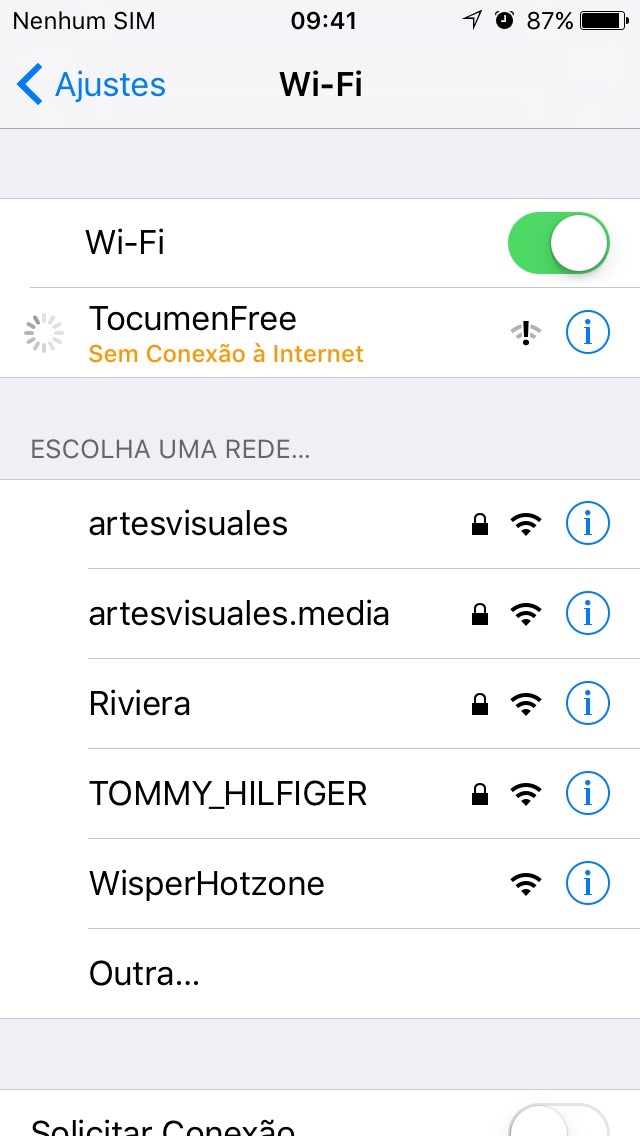 Nenhum SIM 09:41 87%
Ajustes Wi-Fi
Wi-Fi
TocumenFree
Sem Conexão à Internet
ESCOLHA UMA REDE...
artesvisuales
artesvisuales.media
Riviera
TOMMY_HILFIGER
WisperHotzone
Outra...
Solicitar Conexão